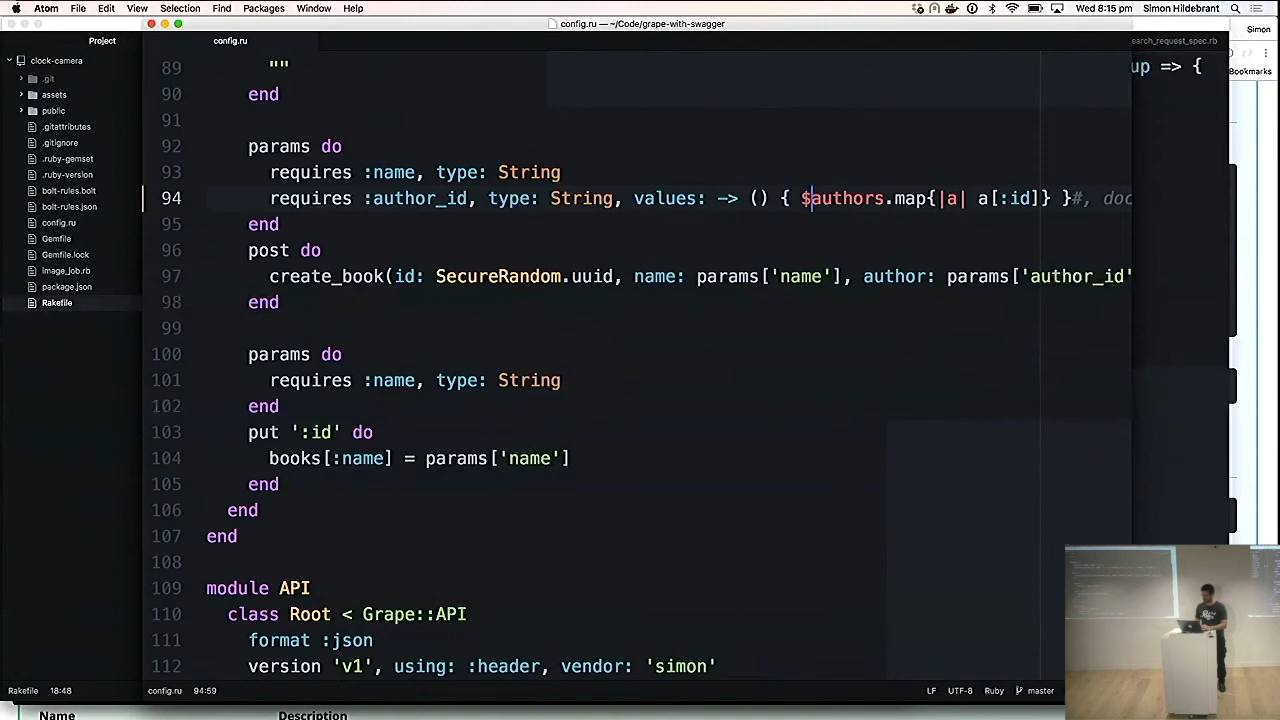 Atom File Edit View Selection Find Packages Window Help Wed 8:15 pm Simon Hildebrant
config.ru — ~/Code/grape-with-swagger
Simon
Project
config.ru
earch_request_spec.rb
up => {
Bookmarks
clock-camera
.git
assets
public
.gitattributes
.gitignore
.ruby-gemset
.ruby-version
bolt-rules.bolt
bolt-rules.json
config.ru
Gemfile
Gemfile.lock
image_job.rb
package.json
Rakefile
89 ""
90 end
91
92 params do
93 requires :name, type: String
94 requires :author_id, type: String, values: -> () { $authors.map{|a| a[:id]} }#, doc
95 end
96 post do
97 create_book(id: SecureRandom.uuid, name: params['name'], author: params['author_id'
98 end
99
100 params do
101 requires :name, type: String
102 end
103 put ':id' do
104 books[:name] = params['name']
105 end
106 end
107 end
108
109 module API
110 class Root < Grape::API
111 format :json
112 version 'v1', using: :header, vendor: 'simon'
Rakefile 18:48 config.ru 94:59 LF UTF-8 Ruby master
Name Description